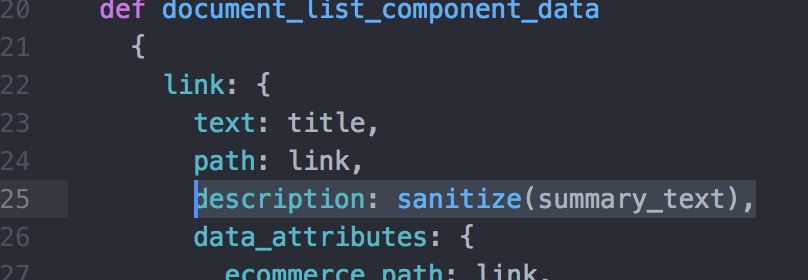 20 def document_list_component_data
21 {
22 link: {
23 text: title,
24 path: link,
25 description: sanitize(summary_text),
26 data_attributes: {
27 ecommerce_path: link,